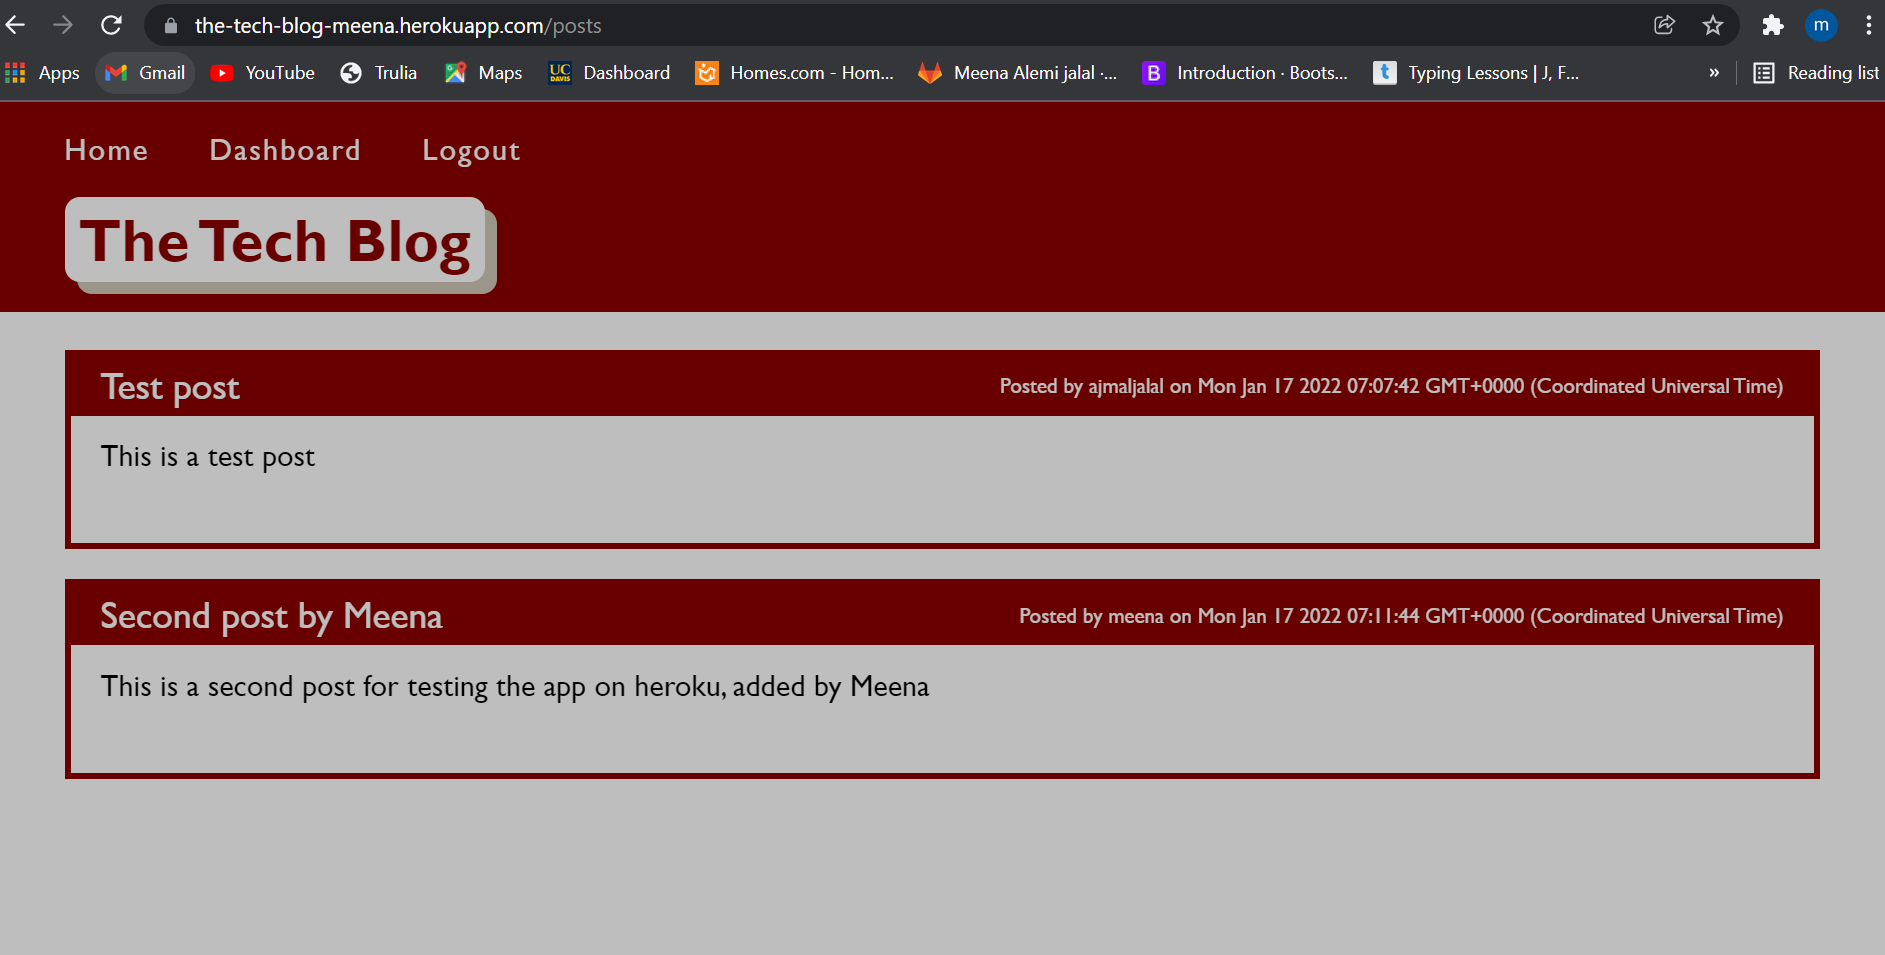 the-tech-blog-meena.herokuapp.com/posts
m
Apps Gmail YouTube Trulia Maps UC DAVIS Dashboard Homes.com - Hom... Meena Alemi jalal ·... B Introduction · Boots... t Typing Lessons | J, F... » Reading list
Home Dashboard Logout
The Tech Blog
Test post Posted by ajmaljalal on Mon Jan 17 2022 07:07:42 GMT+0000 (Coordinated Universal Time)
This is a test post
Second post by Meena Posted by meena on Mon Jan 17 2022 07:11:44 GMT+0000 (Coordinated Universal Time)
This is a second post for testing the app on heroku, added by Meena